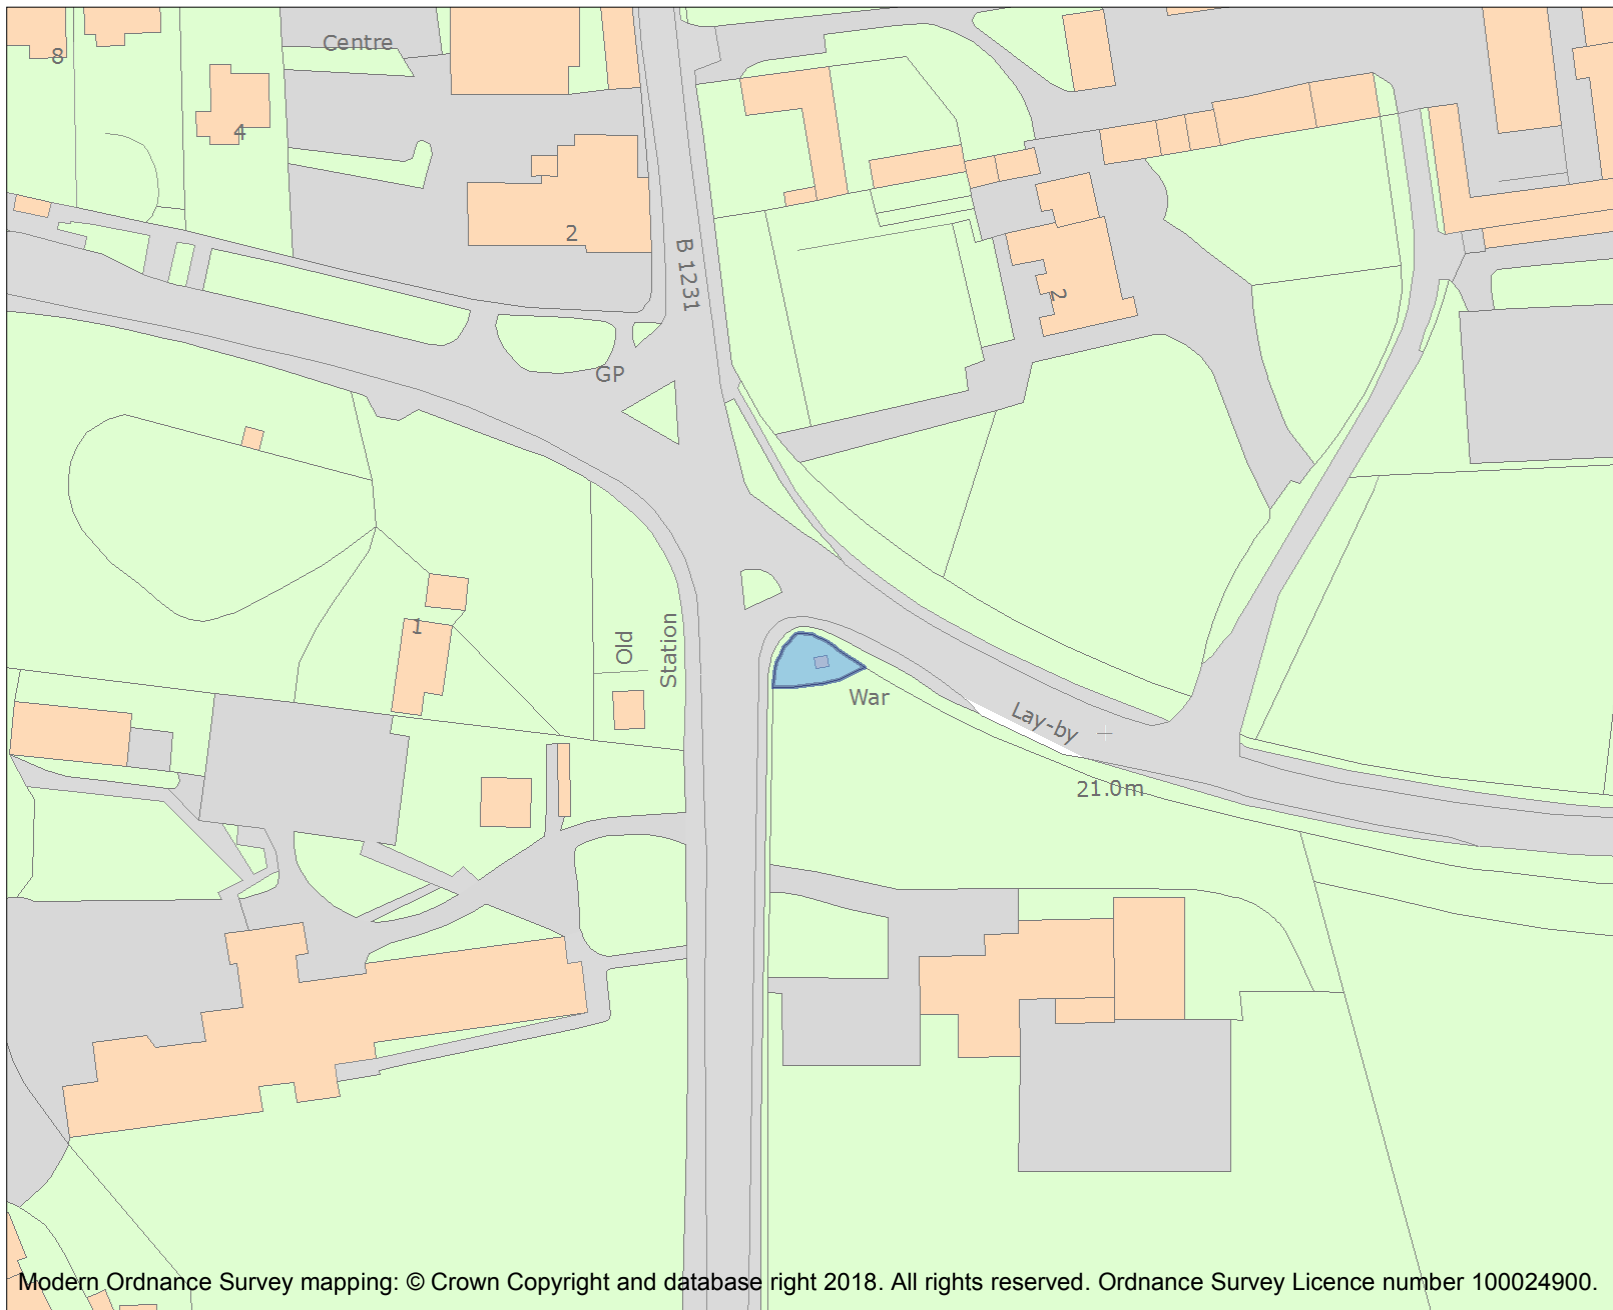 Centre
8
4
2
B 1231
2
GP
1
Old
Station
War
Lay-by
21.0m
Modern Ordnance Survey mapping: © Crown Copyright and database right 2018. All rights reserved. Ordnance Survey Licence number 100024900.